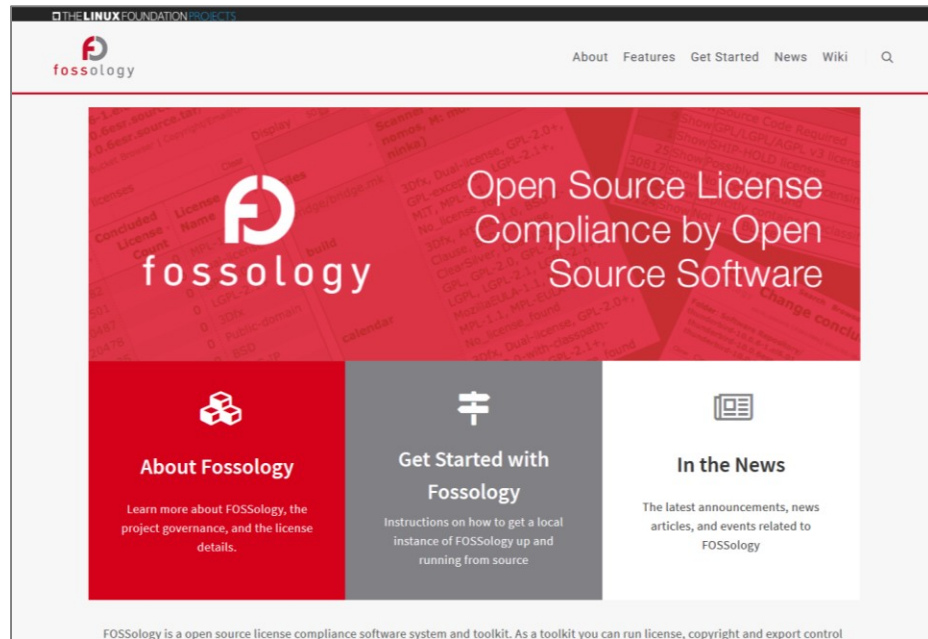 THE LINUX FOUNDATION PROJECTS
fossology
About Features Get Started News Wiki
fossology
Open Source License
Compliance by Open
Source Software
About Fossology
Learn more about FOSSology, the
project governance, and the license
details.
Get Started with
Fossology
Instructions on how to get a local
instance of FOSSology up and
running from source
In the News
The latest announcements, news
articles, and events related to
FOSSology
FOSSology is a open source license compliance software system and toolkit. As a toolkit you can run license, copyright and export control